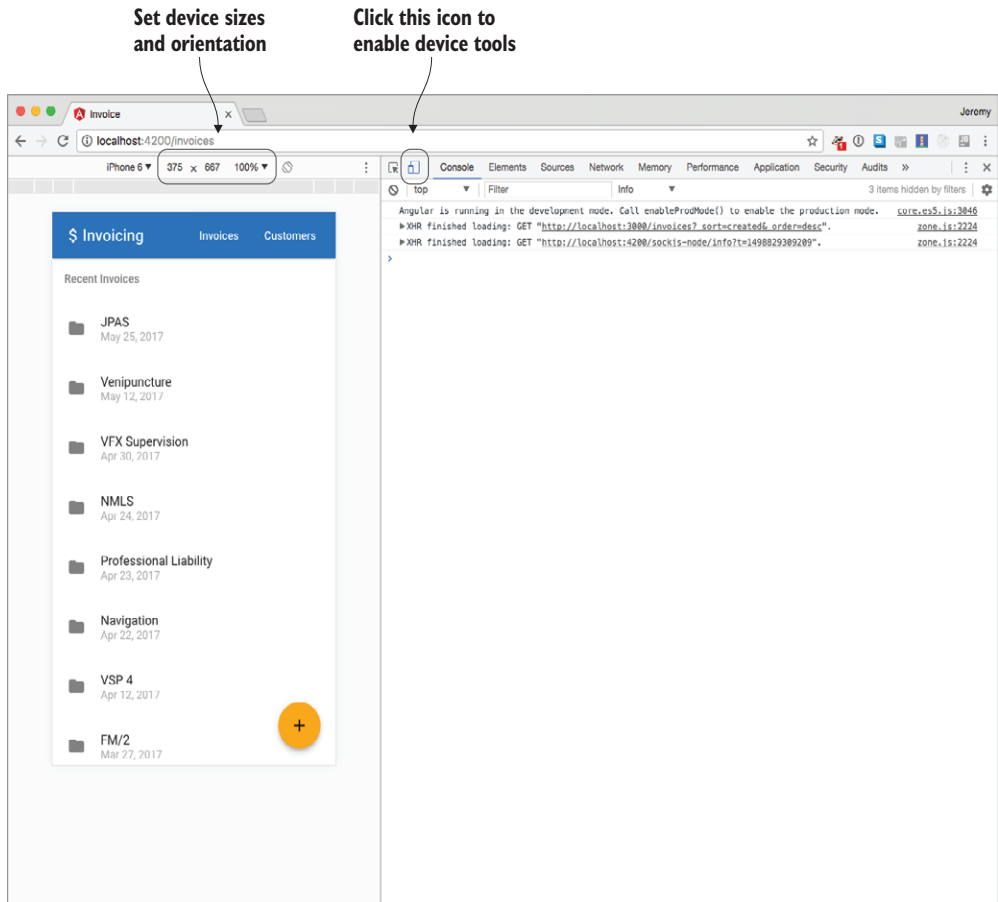 Set device sizes
and orientation
Click this icon to
enable device tools
Invoice
Jeremy
localhost:4200/invoices
iPhone 6 ▼ 375 x 667 100% ▼
Console Elements Sources Network Memory Performance Application Security Audits »
top ▼ Filter Info ▼ 3 items hidden by filters
Angular is running in the development mode. Call enableProdMode() to enable the production mode. core.es5.js:3046
▶XHR finished loading: GET "http://localhost:3000/invoices?_sort=created&_order=desc". zone.js:2224
▶XHR finished loading: GET "http://localhost:4200/sockjs-node/info?t=1498829309209". zone.js:2224
$ Invoicing Invoices Customers
Recent Invoices
JPAS
May 25, 2017
Venipuncture
May 12, 2017
VFX Supervision
Apr 30, 2017
NMLS
Apr 24, 2017
Professional Liability
Apr 23, 2017
Navigation
Apr 22, 2017
VSP 4
Apr 12, 2017
FM/2
Mar 27, 2017
+